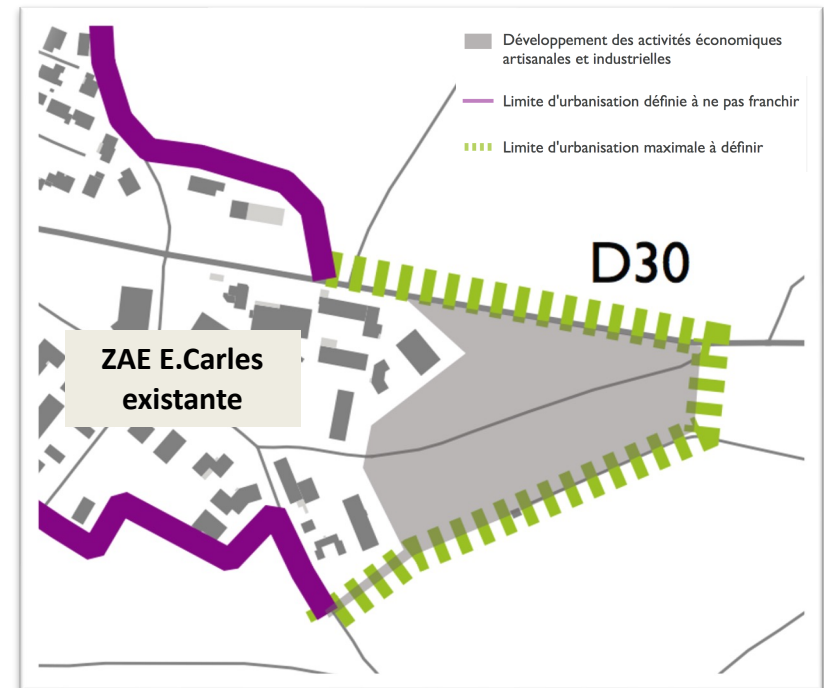 Développement des activités économiques
artisanales et industrielles
Limite d'urbanisation définie à ne pas franchir
Limite d'urbanisation maximale à définir
D30
ZAE E.Carles
existante